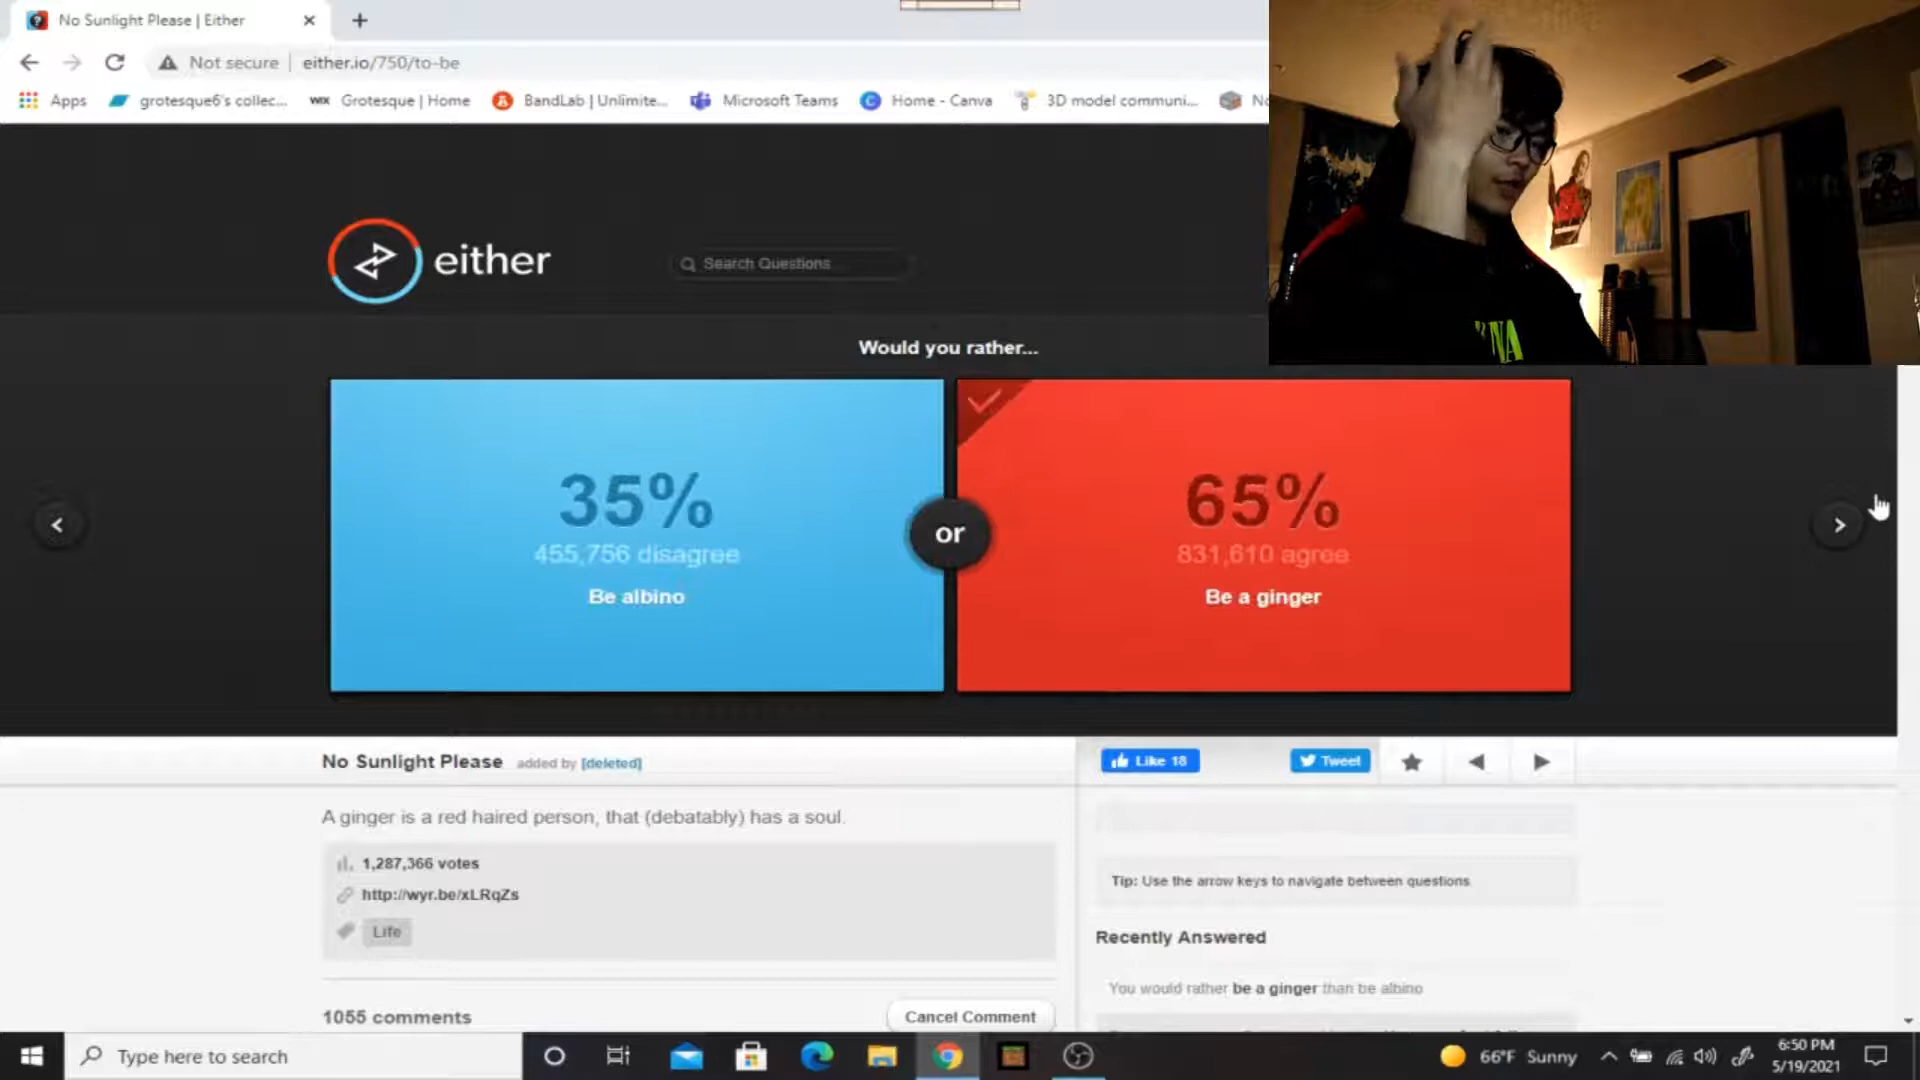 No Sunlight Please | Either
Not secure
either.io/750/to-be
Apps
grotesque6's collec...
WIX Grotesque | Home
BandLab | Unlimite...
Microsoft Teams
Home - Canva
3D model communi...
either
Search Questions
Would you rather...
35%
455,756 disagree
Be albino
or
65%
831,610 agree
Be a ginger
No Sunlight Please added by [deleted]
A ginger is a red haired person, that (debatably) has a soul.
1,287,366 votes
http://wyr.be/xLRqZs
Life
1055 comments
Cancel Comment
Like 18
Tweet
Tip: Use the arrow keys to navigate between questions
Recently Answered
You would rather be a ginger than be albino
Type here to search
66°F Sunny
6:50 PM
5/19/2021